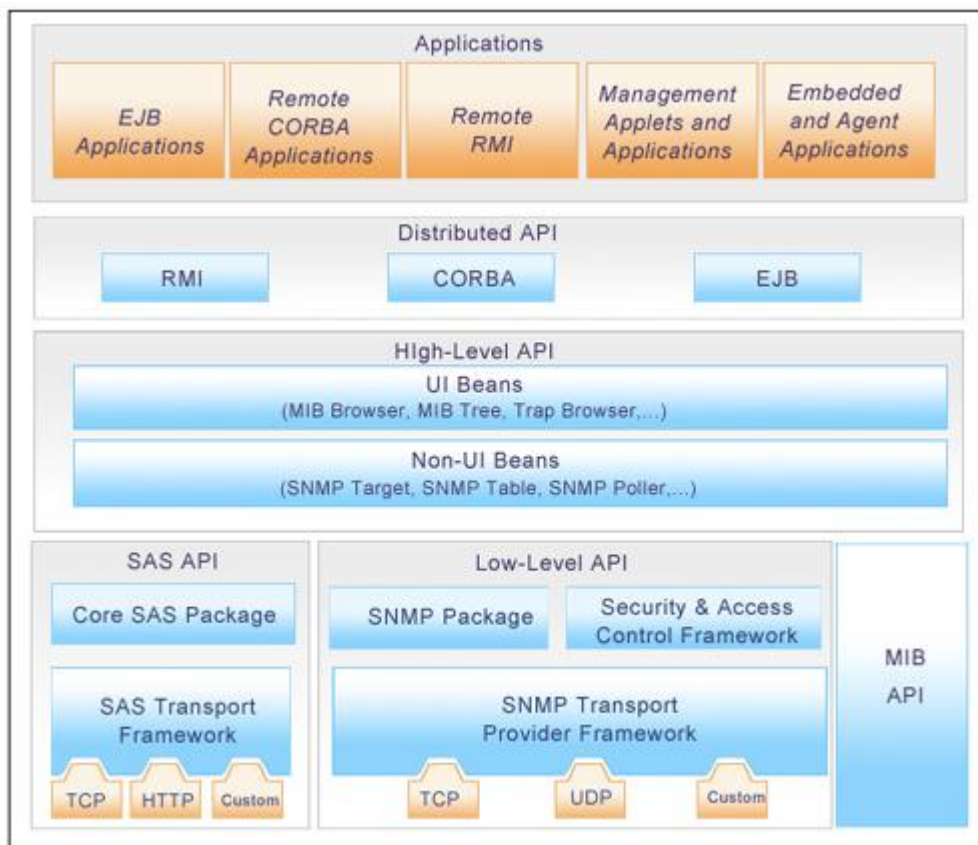 Applications
EJB
Applications
Remote
CORBA
Applications
Remote
RMI
Management
Applets and
Applications
Embedded
and Agent
Applications
Distributed API
RMI
CORBA
EJB
HIgh-Level API
UI Beans
(MIB Browser, MIB Tree, Trap Browser,...)
Non-UI Beans
(SNMP Target, SNMP Table, SNMP Poller,...)
SAS API
Core SAS Package
SAS Transport
Framework
TCP
HTTP
Custom
Low-Level API
SNMP Package
Security & Access
Control Framework
SNMP Transport
Provider Framework
TCP
UDP
Custom
MIB
API